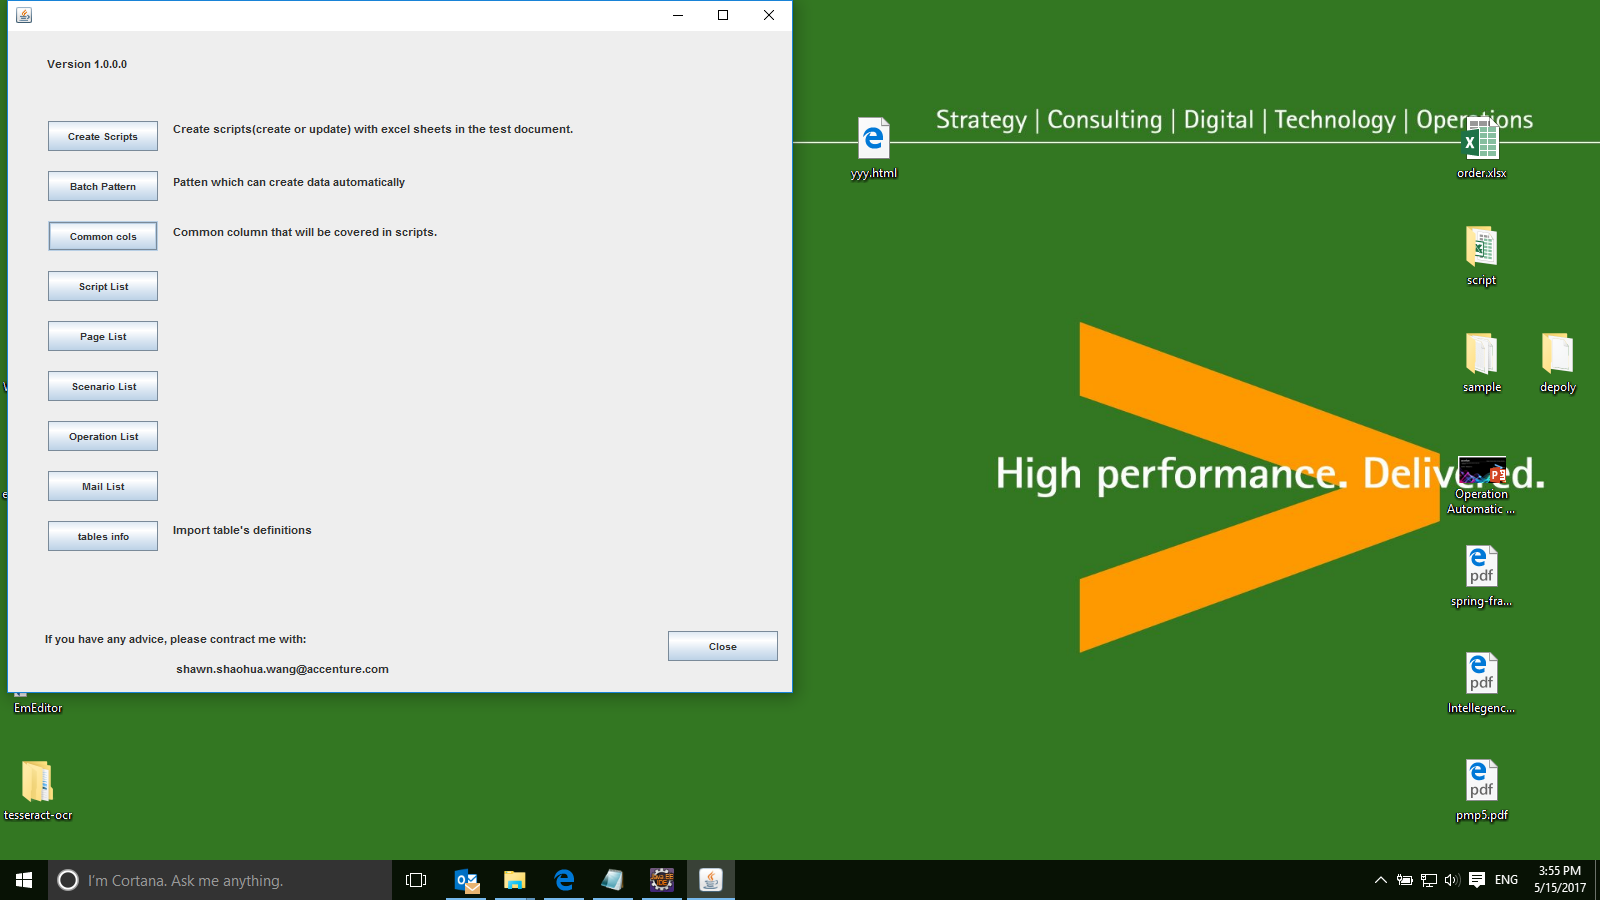 Version 1.0.0.0
Create Scripts
Create scripts(create or update) with excel sheets in the test document.
Batch Pattern
Patten which can create data automatically
Common cols
Common column that will be covered in scripts.
Script List
Page List
Scenario List
Operation List
Mail List
tables info
Import table's definitions
If you have any advice, please contract me with:
shawn.shaohua.wang@accenture.com
Close
Strategy | Consulting | Digital | Technology | Operations
yyy.html
order.xlsx
script
sample
depoly
High performance. Delivered.
Operation
Automatic ...
pdf
spring-fra...
pdf
Intellegenc...
pdf
pmp5.pdf
EmEditor
tesseract-ocr
I'm Cortana. Ask me anything.
ENG
3:55 PM
5/15/2017